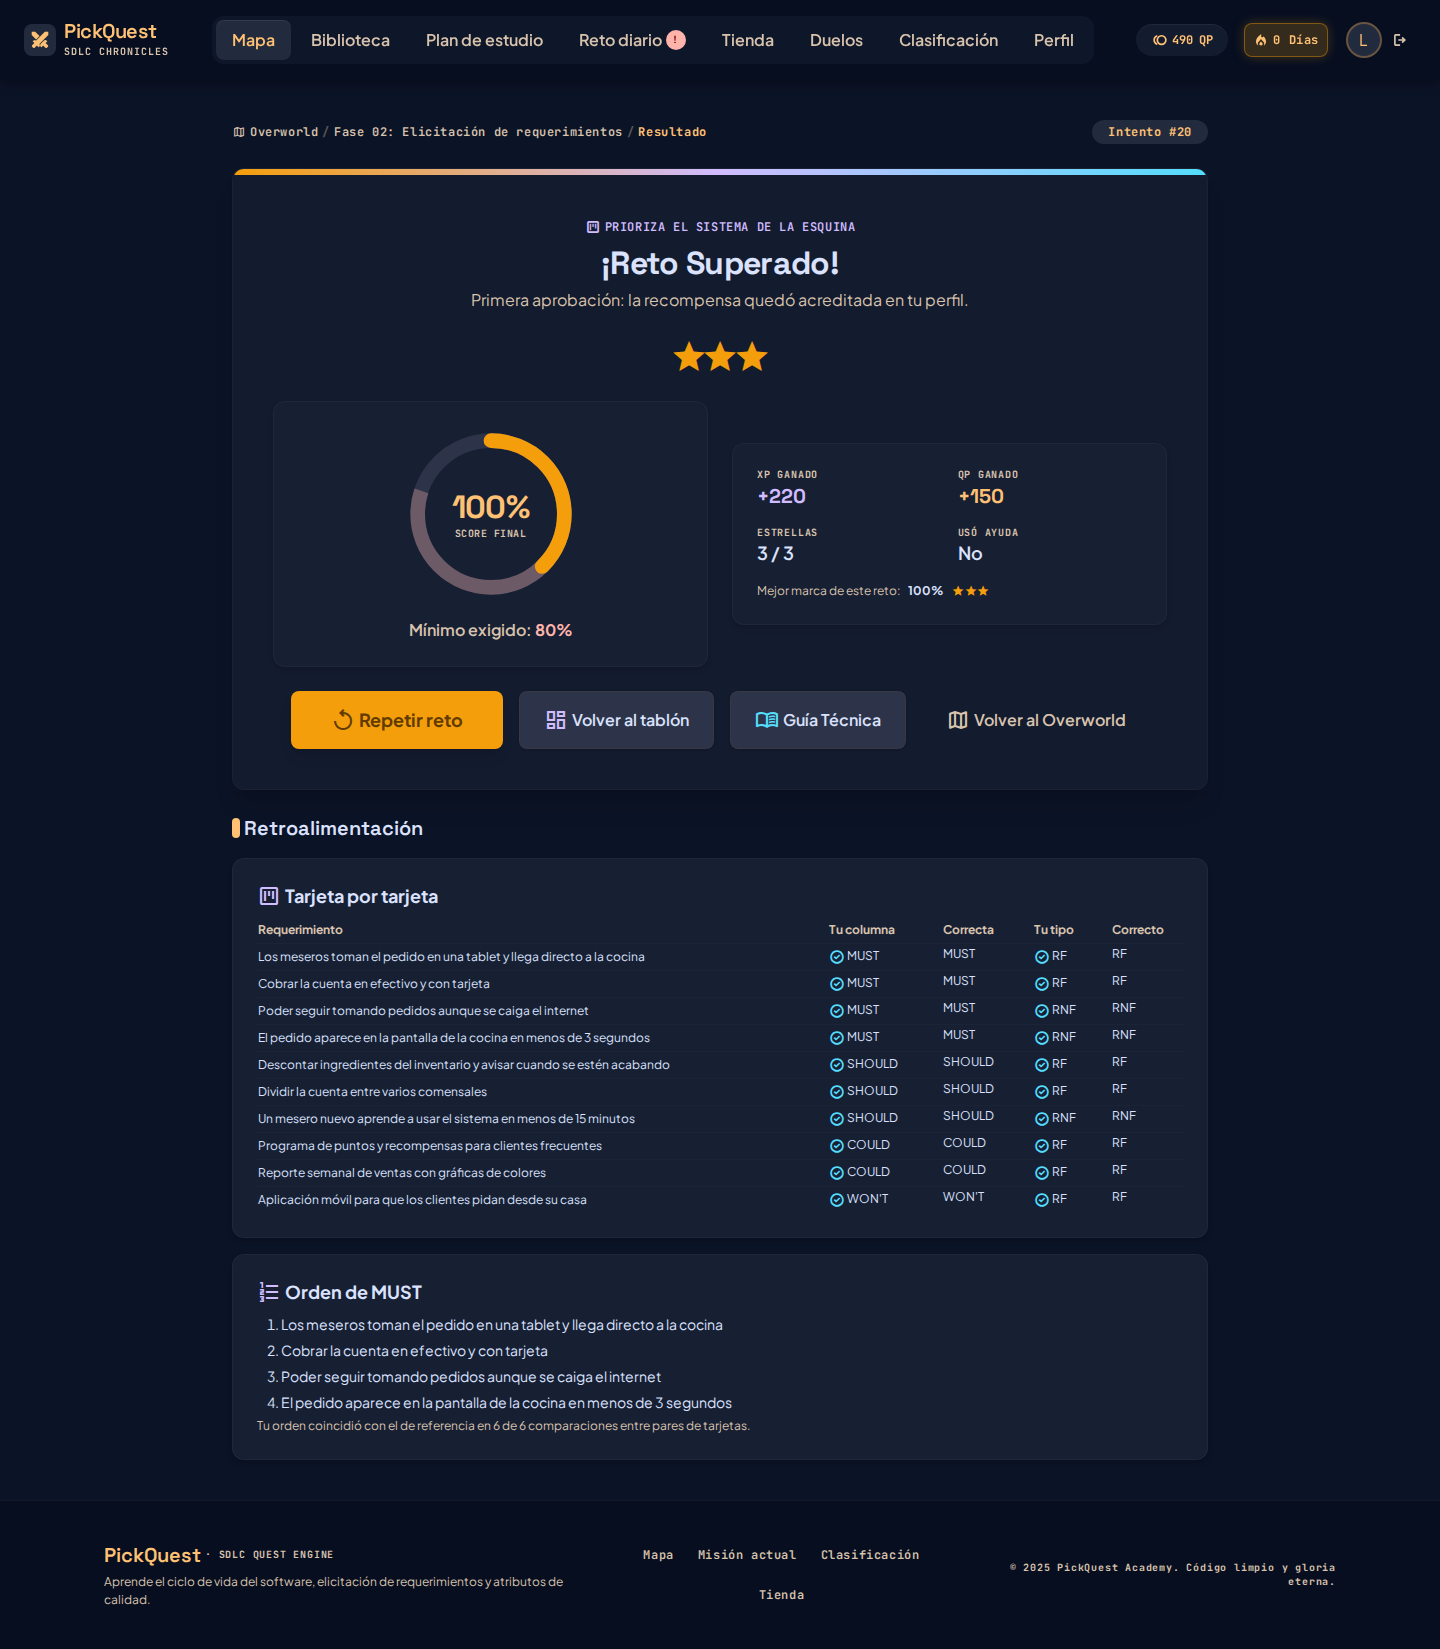 PickQuest
SDLC CHRONICLES
Mapa Biblioteca Plan de estudio Reto diario ! Tienda Duelos Clasificación Perfil
490 QP
0 Días
L
Overworld / Fase 02: Elicitación de requerimientos / Resultado
Intento #20
PRIORIZA EL SISTEMA DE LA ESQUINA
¡Reto Superado!
Primera aprobación: la recompensa quedó acreditada en tu perfil.
100%
SCORE FINAL
Mínimo exigido: 80%
XP GANADO QP GANADO
+220 +150
ESTRELLAS USÓ AYUDA
3 / 3 No
Mejor marca de este reto: 100%
Repetir reto Volver al tablón Guía Técnica Volver al Overworld
Retroalimentación
Tarjeta por tarjeta
Requerimiento Tu columna Correcta Tu tipo Correcto
Los meseros toman el pedido en una tablet y llega directo a la cocina MUST MUST RF RF
Cobrar la cuenta en efectivo y con tarjeta MUST MUST RF RF
Poder seguir tomando pedidos aunque se caiga el internet MUST MUST RNF RNF
El pedido aparece en la pantalla de la cocina en menos de 3 segundos MUST MUST RNF RNF
Descontar ingredientes del inventario y avisar cuando se estén acabando SHOULD SHOULD RF RF
Dividir la cuenta entre varios comensales SHOULD SHOULD RF RF
Un mesero nuevo aprende a usar el sistema en menos de 15 minutos SHOULD SHOULD RNF RNF
Programa de puntos y recompensas para clientes frecuentes COULD COULD RF RF
Reporte semanal de ventas con gráficas de colores COULD COULD RF RF
Aplicación móvil para que los clientes pidan desde su casa WON'T WON'T RF RF
Orden de MUST
1. Los meseros toman el pedido en una tablet y llega directo a la cocina
2. Cobrar la cuenta en efectivo y con tarjeta
3. Poder seguir tomando pedidos aunque se caiga el internet
4. El pedido aparece en la pantalla de la cocina en menos de 3 segundos
Tu orden coincidió con el de referencia en 6 de 6 comparaciones entre pares de tarjetas.
PickQuest · SDLC QUEST ENGINE
Aprende el ciclo de vida del software, elicitación de requerimientos y atributos de
calidad.
Mapa Misión actual Clasificación
Tienda
© 2025 PickQuest Academy. Código limpio y gloria
eterna.